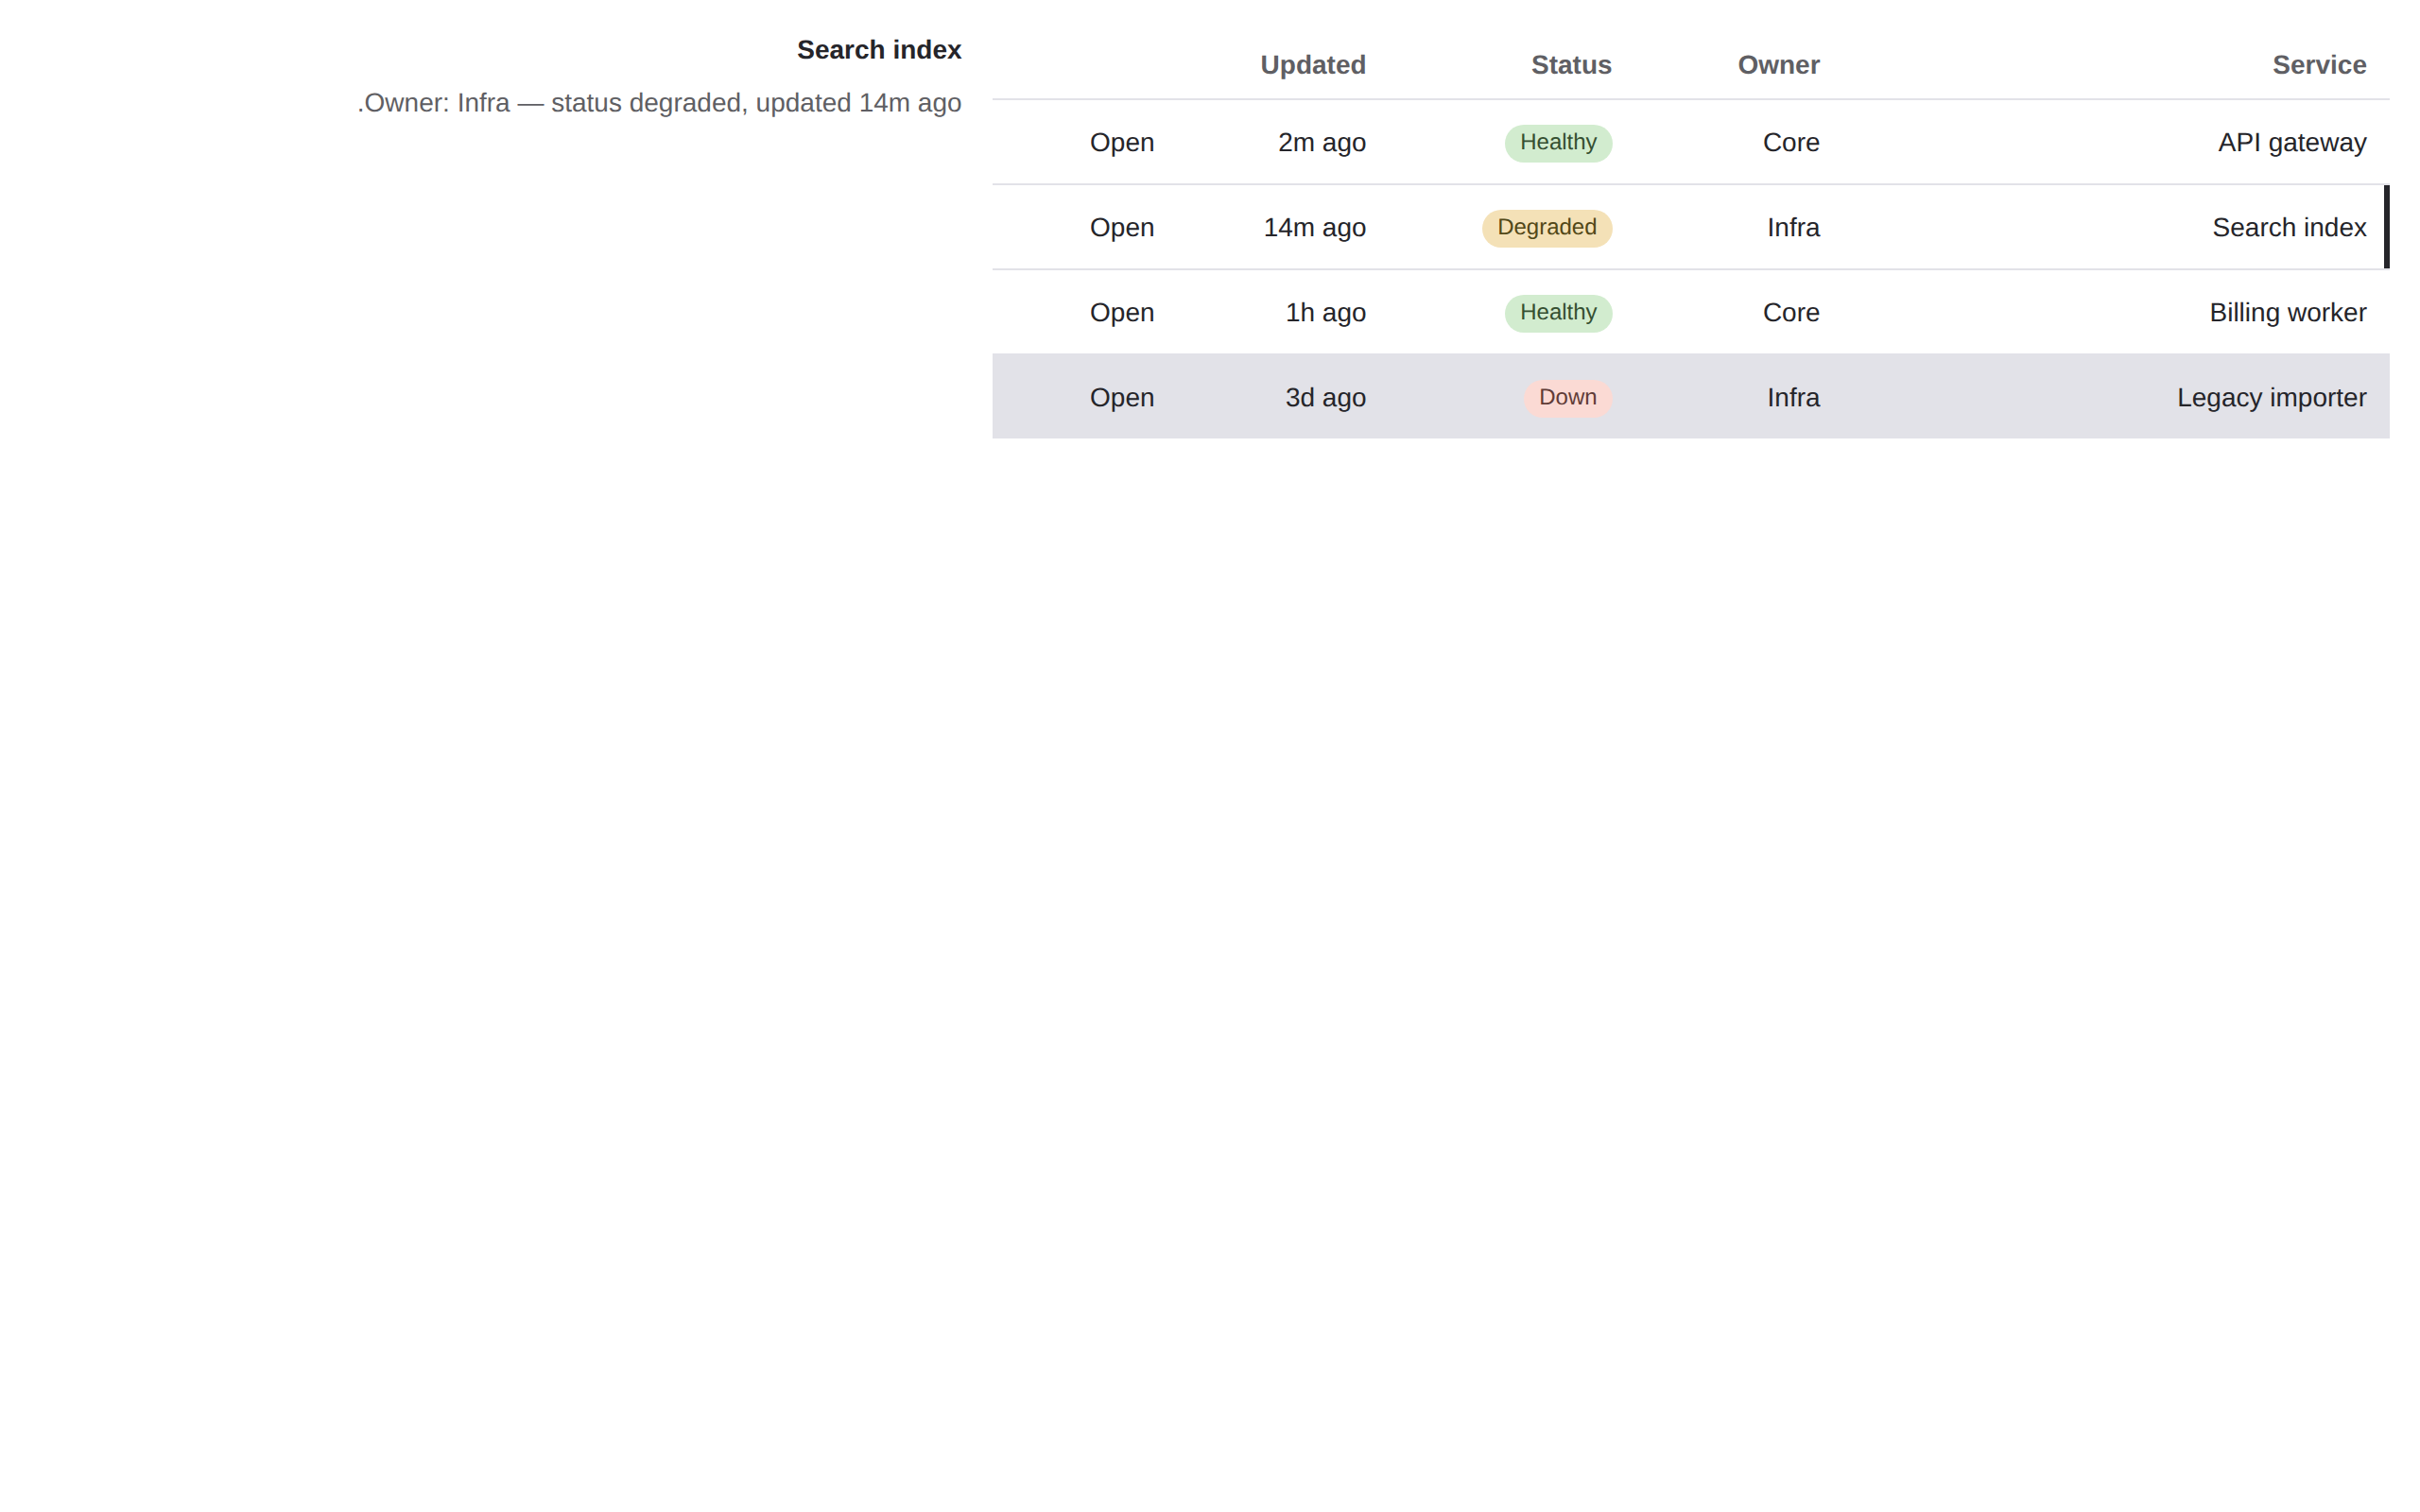 Service Owner Status Updated
API gateway Core Healthy 2m ago Open
Search index Infra Degraded 14m ago Open
Billing worker Core Healthy 1h ago Open
Legacy importer Infra Down 3d ago Open
Search index
.Owner: Infra — status degraded, updated 14m ago